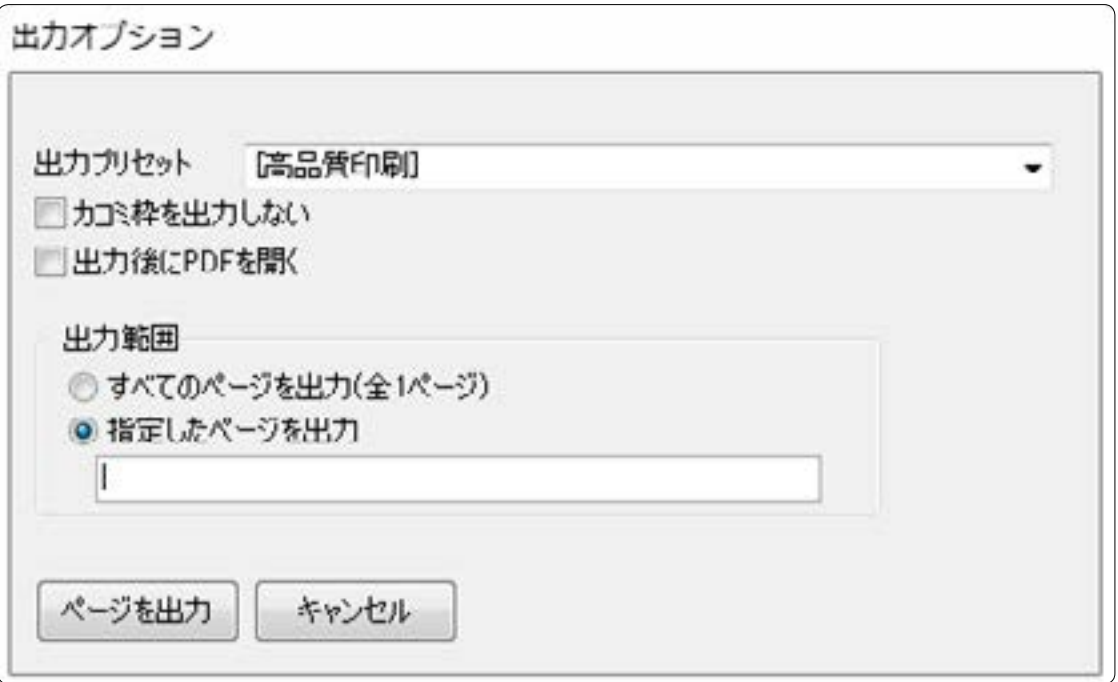 出力オプション
出力プリセット [高品質印刷]
カコミ枠を出力しない
出力後にPDFを開く
出力範囲
すべてのページを出力(全1ページ)
指定したページを出力
ページを出力 キャンセル